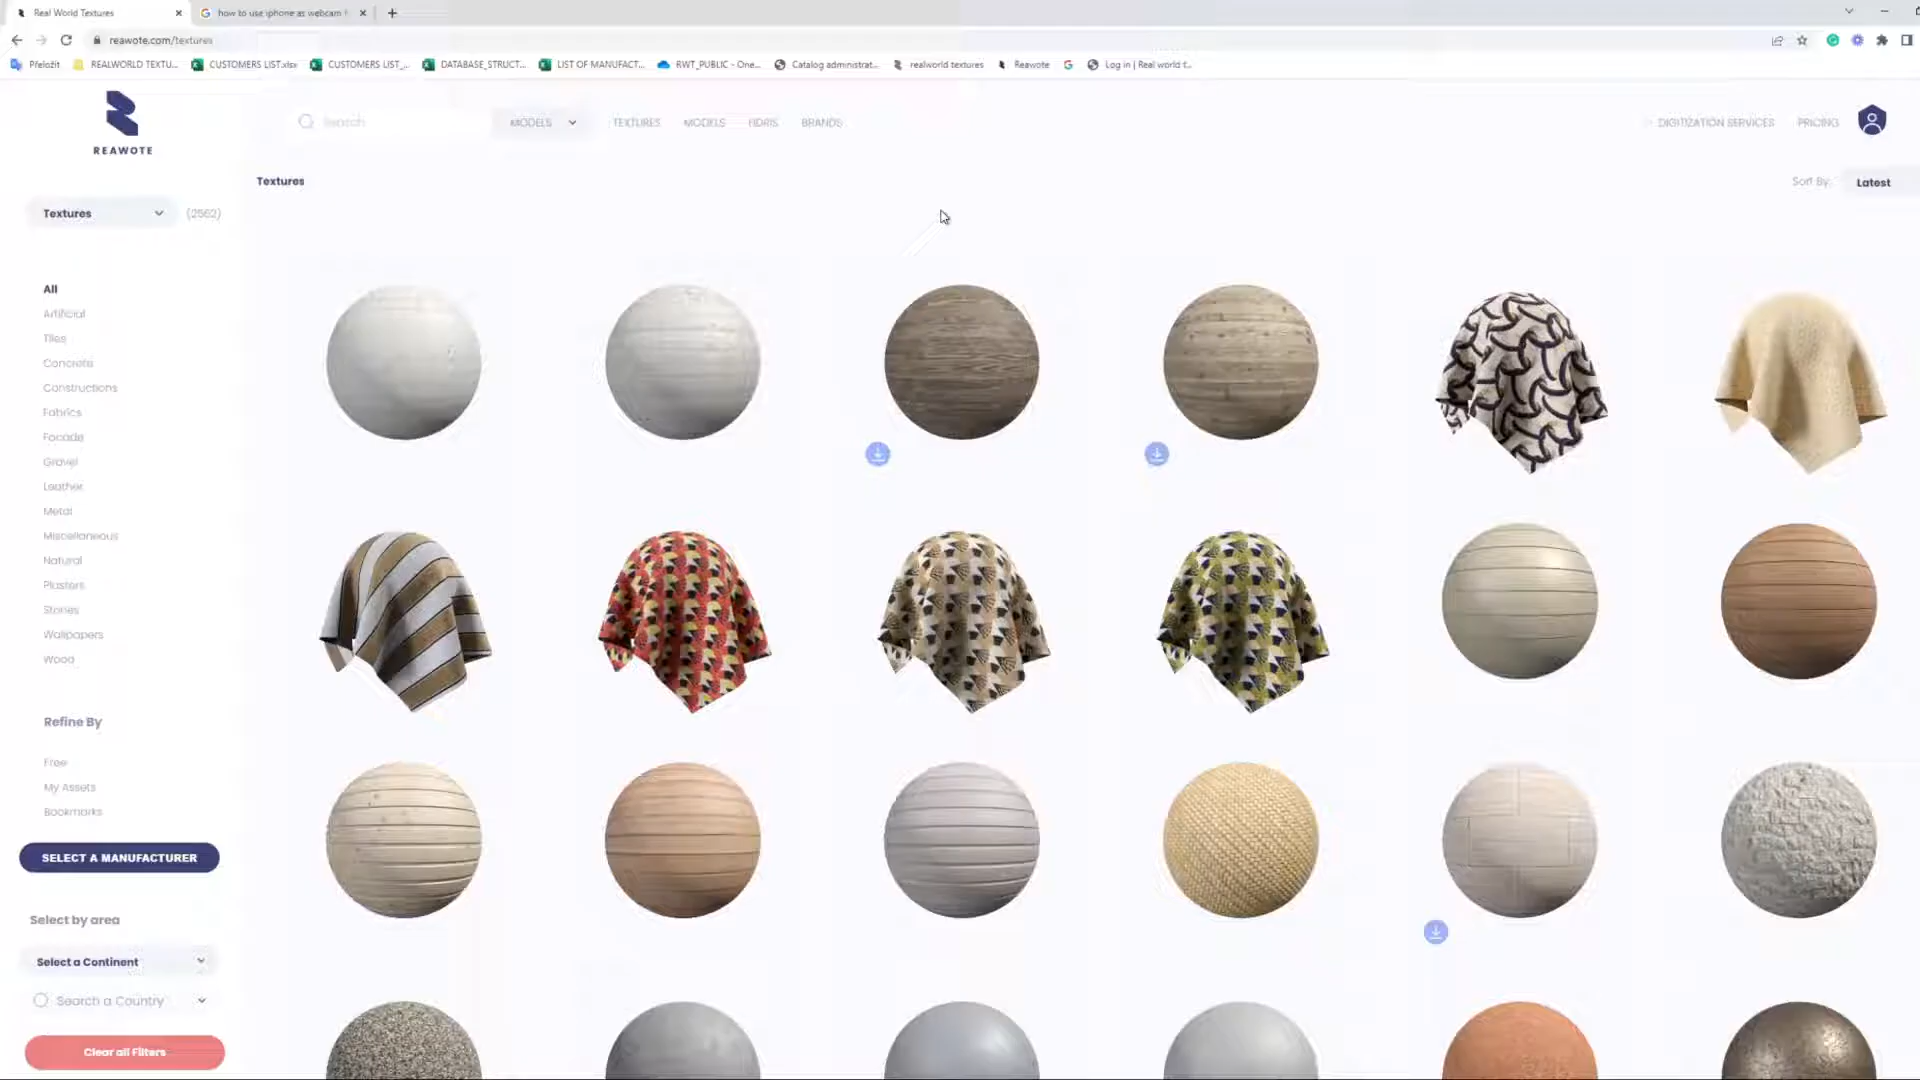 Real World Textures
how to use iphone as webcam f
reawote.com/textures
Přeložit
REALWORLD TEXTU...
CUSTOMERS LIST.xlsx
CUSTOMERS LIST_...
DATABASE_STRUCT...
LIST OF MANUFACT...
RWT_PUBLIC - One...
Catalog administrat...
realworld textures
Reawote
Log in | Real world t...
REAWOTE
Search
MODELS
TEXTURES
MODELS
HDRIS
BRANDS
DIGITIZATION SERVICES
PRICING
Textures
Sort By:
Latest
Textures
(2562)
All
Artificial
Tiles
Concrete
Constructions
Fabrics
Facade
Gravel
Leather
Metal
Miscellaneous
Natural
Plasters
Stones
Wallpapers
Wood
Refine By
Free
My Assets
Bookmarks
SELECT A MANUFACTURER
Select by area
Select a Continent
Search a Country
Clear all Filters